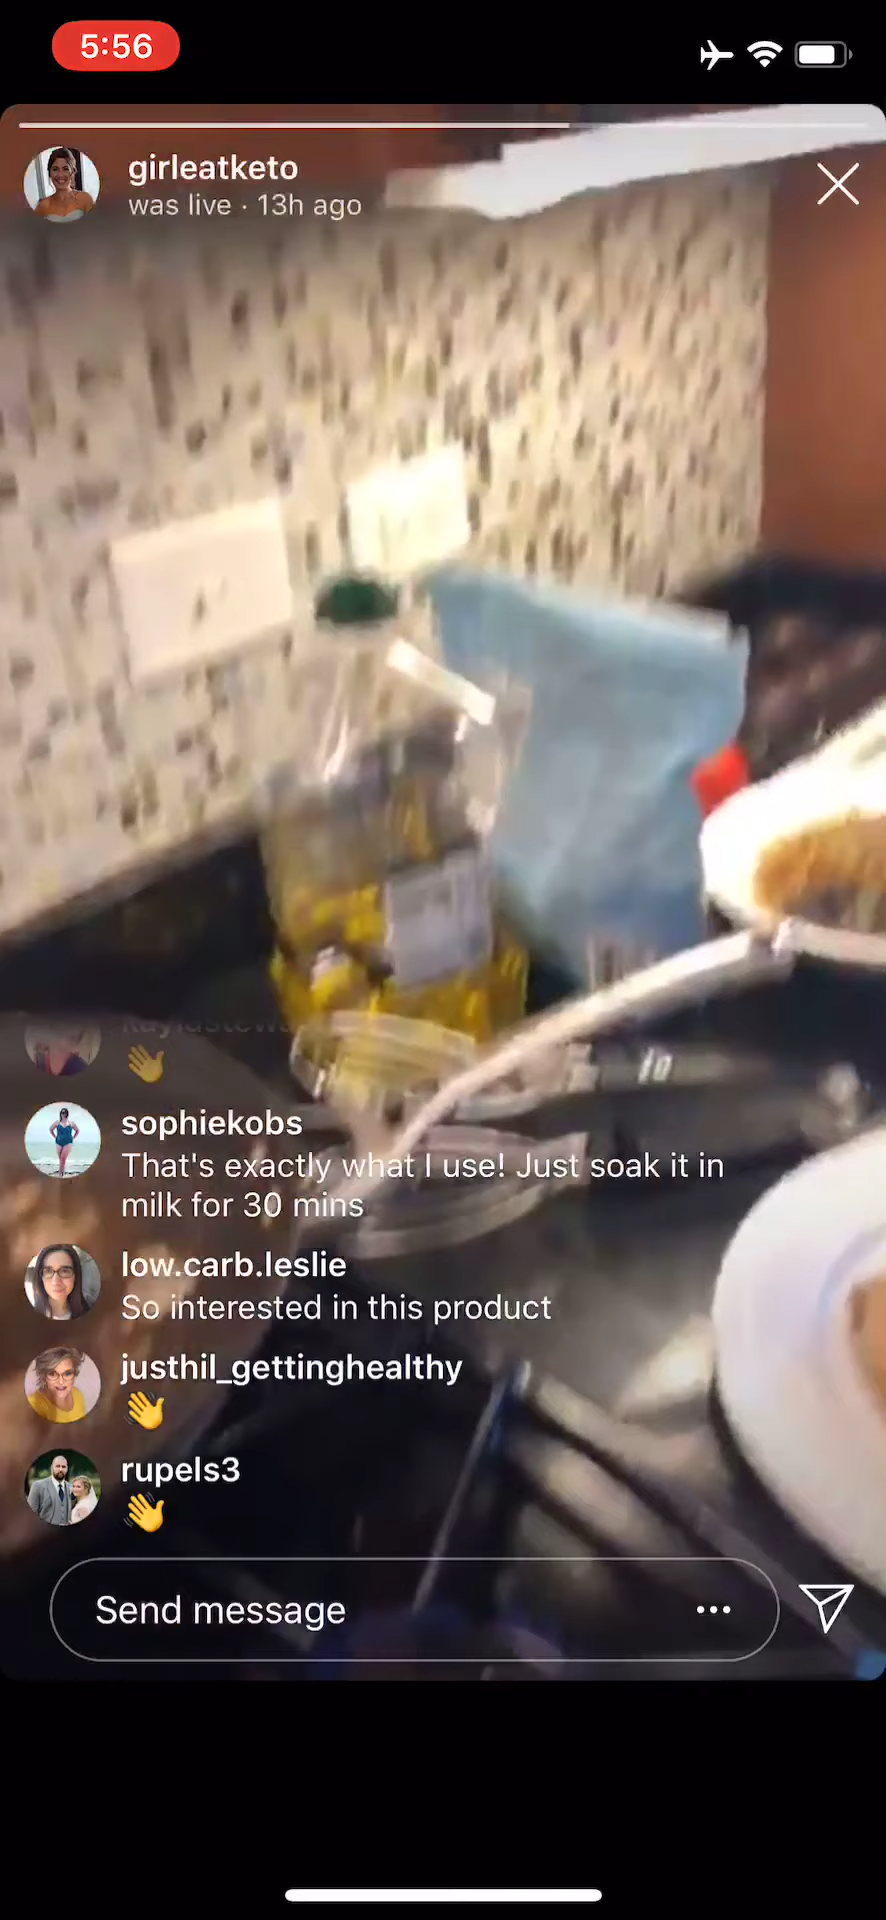 5:56
girleatketo
was live · 13h ago
sophiekobs
That's exactly what I use! Just soak it in
milk for 30 mins
low.carb.leslie
So interested in this product
justhil_gettinghealthy
👋
rupels3
👋
Send message